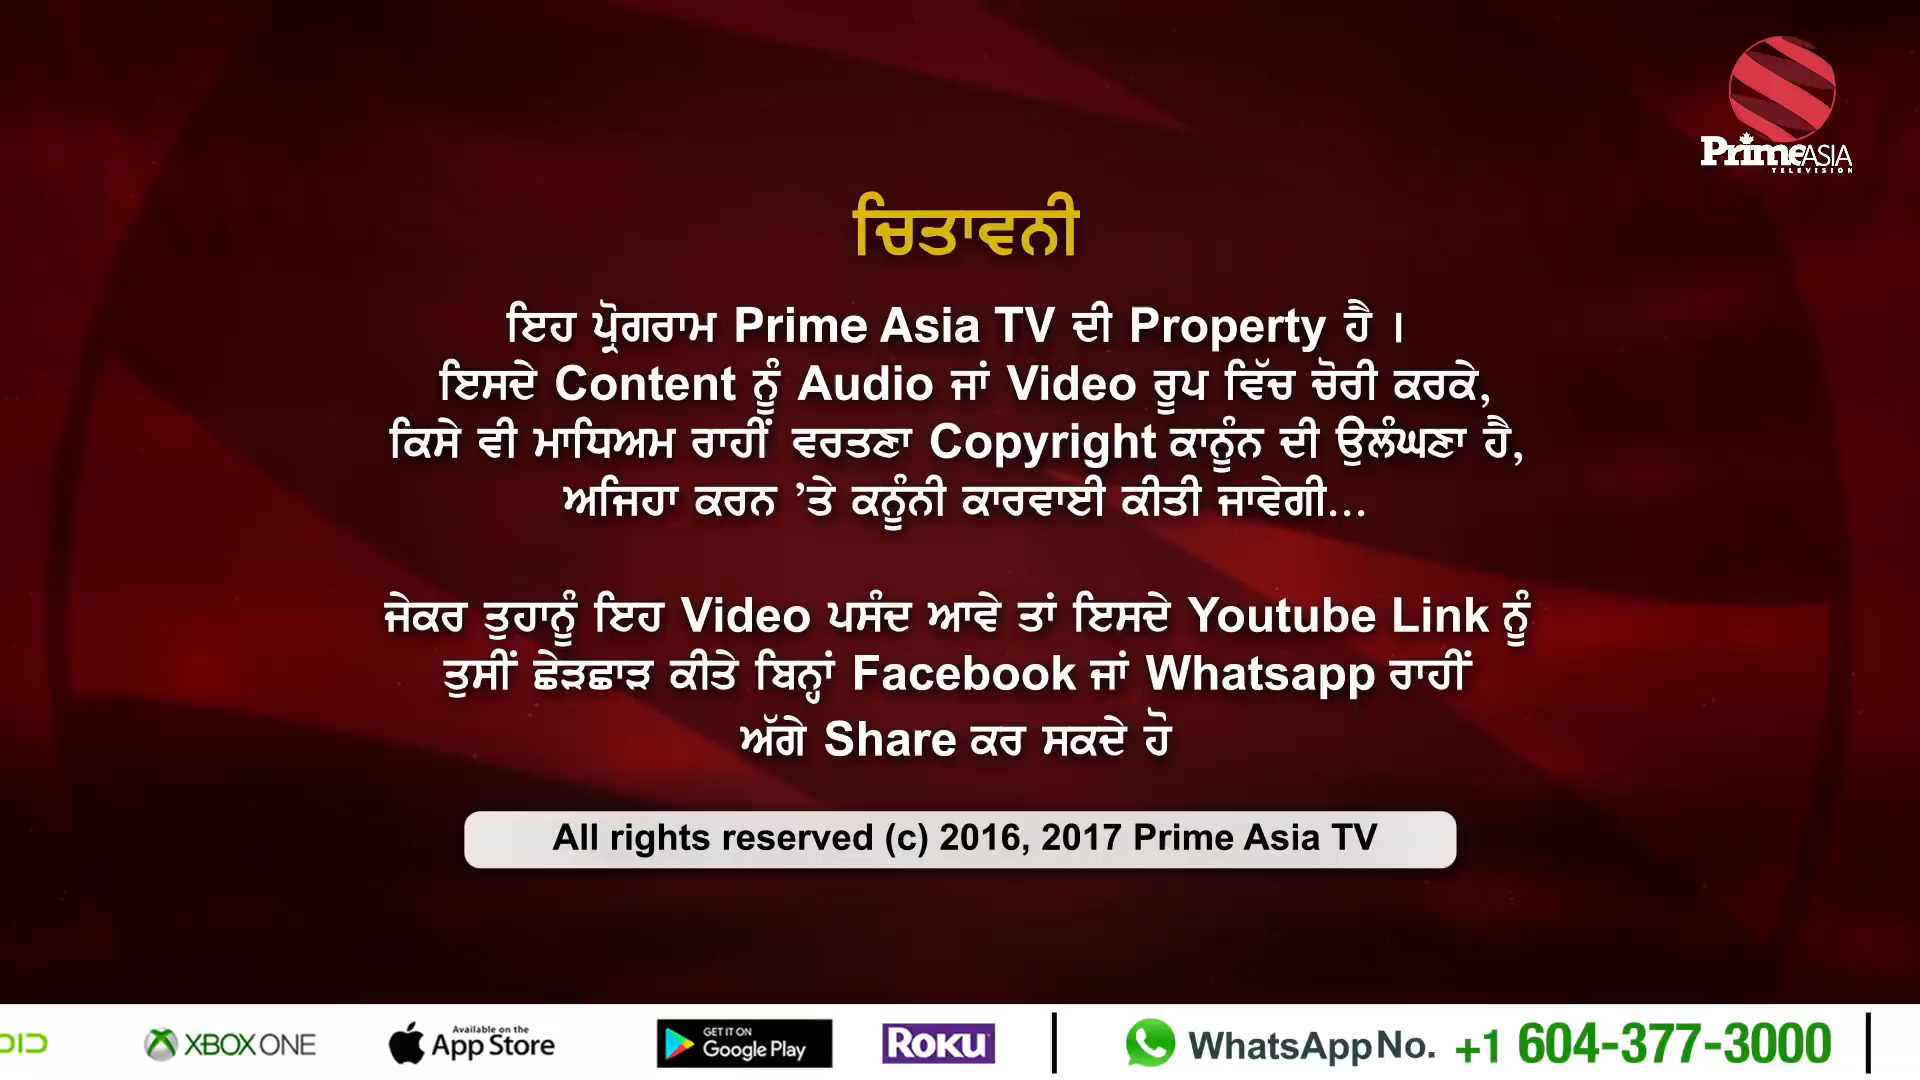 PrimeASIA
TELEVISION
ਚਿਤਾਵਨੀ
ਇਹ ਪ੍ਰੋਗਰਾਮ Prime Asia TV ਦੀ Property ਹੈ ।
ਇਸਦੇ Content ਨੂੰ Audio ਜਾਂ Video ਰੂਪ ਵਿੱਚ ਚੋਰੀ ਕਰਕੇ,
ਕਿਸੇ ਵੀ ਮਾਧਿਅਮ ਰਾਹੀਂ ਵਰਤਣਾ Copyright ਕਾਨੂੰਨ ਦੀ ਉਲੰਘਣਾ ਹੈ,
ਅਜਿਹਾ ਕਰਨ ’ਤੇ ਕਨੂੰਨੀ ਕਾਰਵਾਈ ਕੀਤੀ ਜਾਵੇਗੀ...
ਜੇਕਰ ਤੁਹਾਨੂੰ ਇਹ Video ਪਸੰਦ ਆਵੇ ਤਾਂ ਇਸਦੇ Youtube Link ਨੂੰ
ਤੁਸੀਂ ਛੇੜਛਾੜ ਕੀਤੇ ਬਿਨ੍ਹਾਂ Facebook ਜਾਂ Whatsapp ਰਾਹੀਂ
ਅੱਗੇ Share ਕਰ ਸਕਦੇ ਹੋ
All rights reserved (c) 2016, 2017 Prime Asia TV
XBOX ONE
Available on the
App Store
GET IT ON
Google Play
ROKU
WhatsApp No. +1 604-377-3000